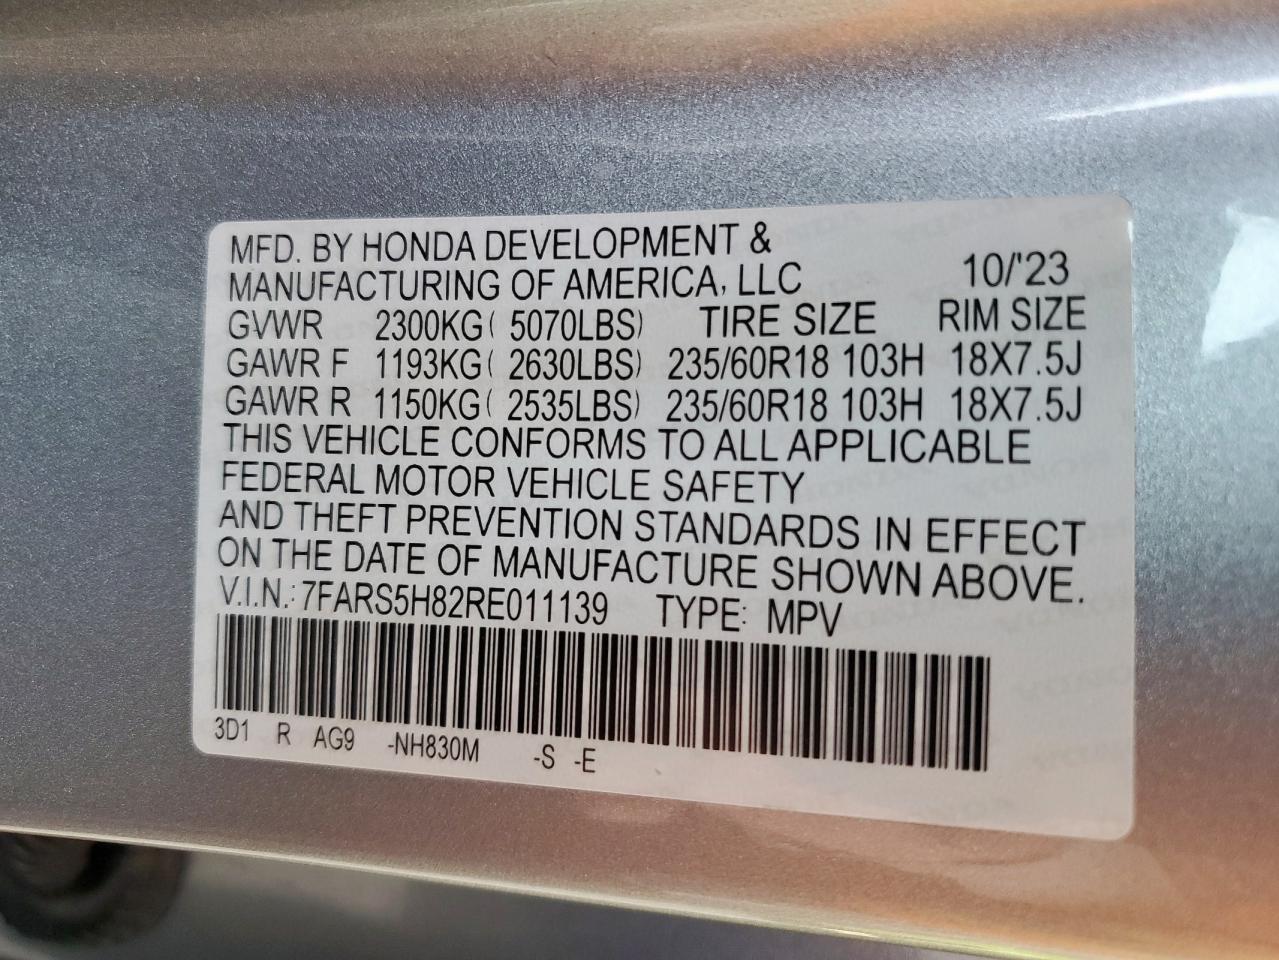 MFD. BY HONDA DEVELOPMENT &
MANUFACTURING OF AMERICA, LLC 10/'23
GVWR 2300KG( 5070LBS) TIRE SIZE RIM SIZE
GAWR F 1193KG( 2630LBS) 235/60R18 103H 18X7.5J
GAWR R 1150KG( 2535LBS) 235/60R18 103H 18X7.5J
THIS VEHICLE CONFORMS TO ALL APPLICABLE
FEDERAL MOTOR VEHICLE SAFETY
AND THEFT PREVENTION STANDARDS IN EFFECT
ON THE DATE OF MANUFACTURE SHOWN ABOVE.
V.I.N.: 7FARS5H82RE011139 TYPE: MPV
3D1 R AG9 -NH830M -S -E